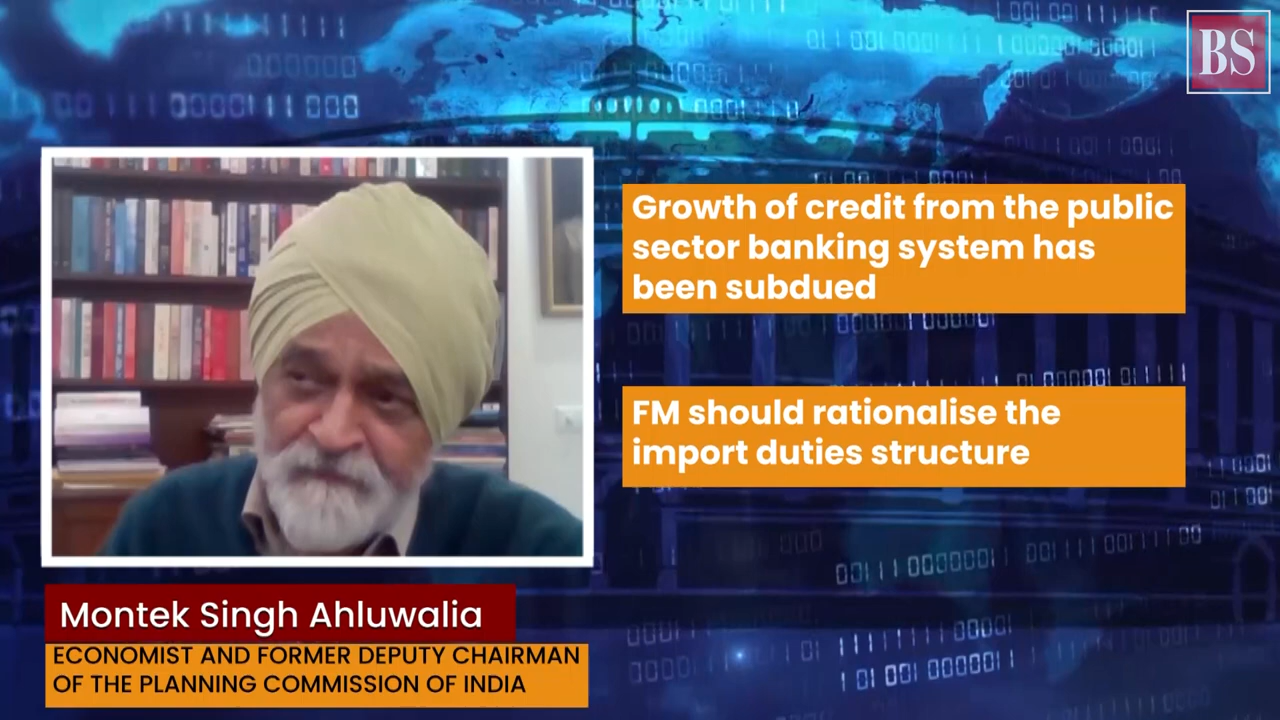 BS
Growth of credit from the public
sector banking system has
been subdued
FM should rationalise the
import duties structure
Montek Singh Ahluwalia
ECONOMIST AND FORMER DEPUTY CHAIRMAN
OF THE PLANNING COMMISSION OF INDIA